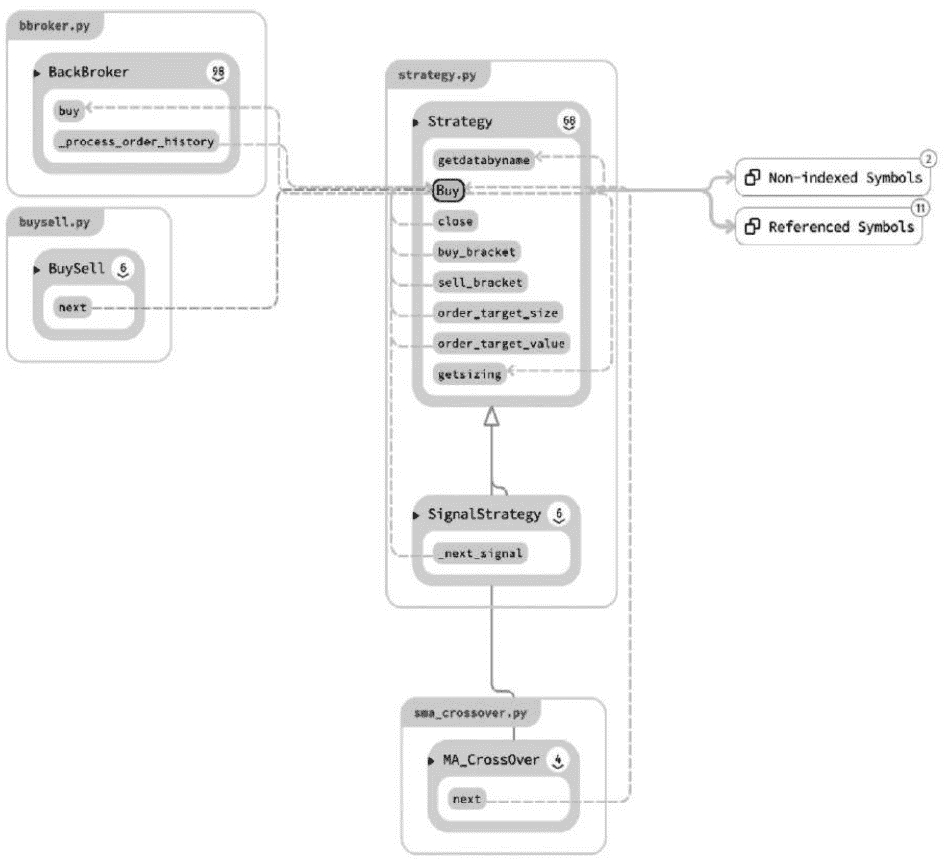 bbroker.py
BackBroker 98
buy
_process_order_history
buysell.py
BuySell 6
next
strategy.py
Strategy 68
getdatabyname
Buy
close
buy_bracket
sell_bracket
order_target_size
order_target_value
getsizing
SignalStrategy 6
_next_signal
sma_crossover.py
MA_CrossOver 4
next
2
Non-indexed Symbols
11
Referenced Symbols